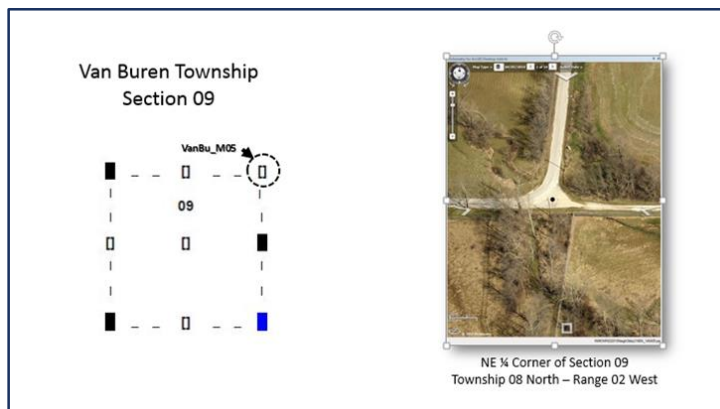 Van Buren Township
Section 09
VanBu_M05
09
NE ¼ Corner of Section 09
Township 08 North – Range 02 West